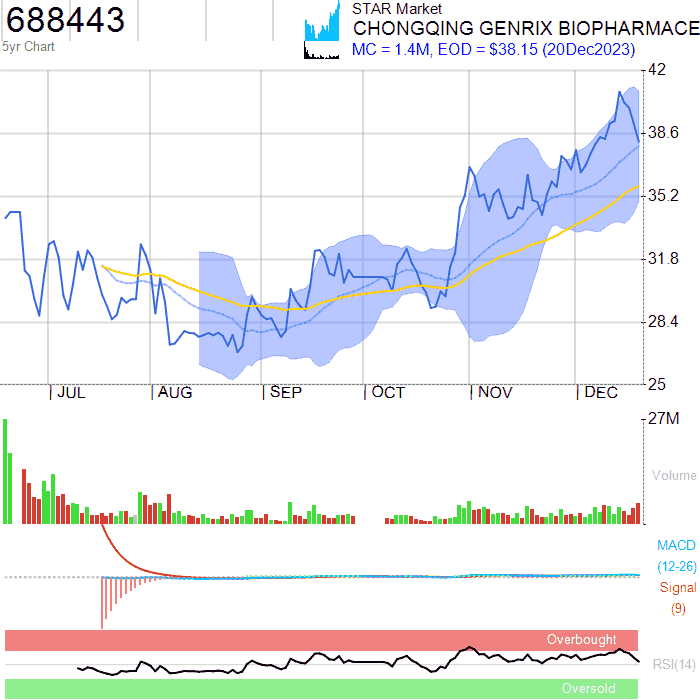 688443
5yr Chart
STAR Market
CHONGQING GENRIX BIOPHARMACE
MC = 1.4M, EOD = $38.15 (20Dec2023)
42
38.6
35.2
31.8
28.4
25
JUL AUG SEP OCT NOV DEC
27M
Volume
MACD
(12-26)
Signal
(9)
Overbought
RSI(14)
Oversold